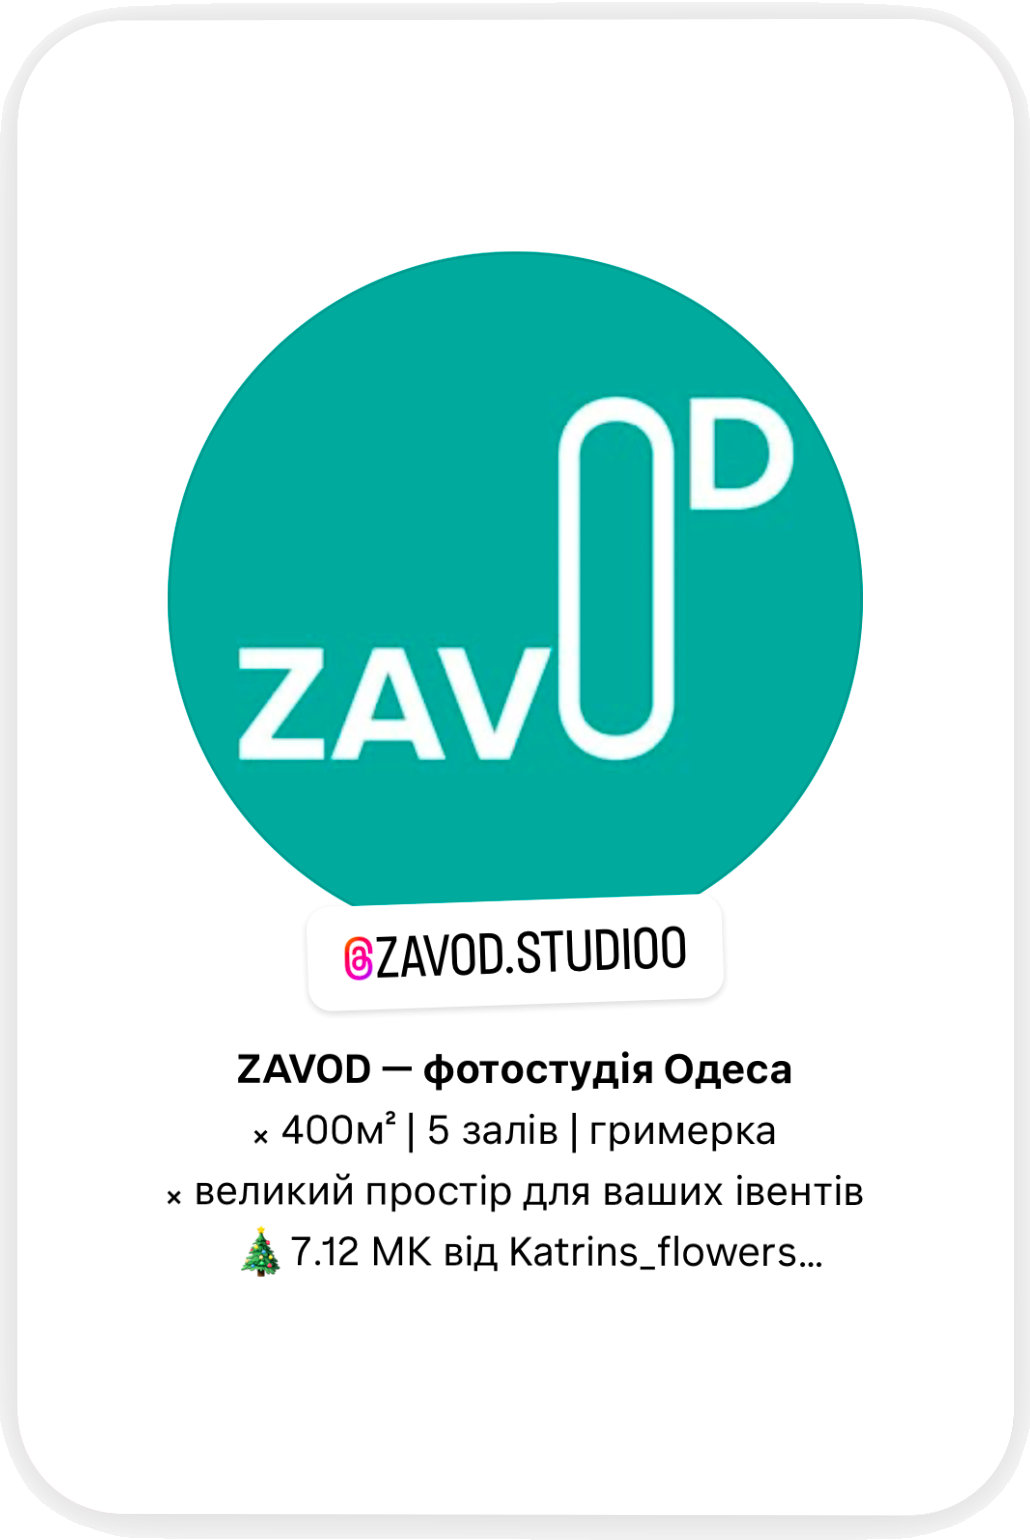 ZAVOD
@ZAVOD.STUDIOO
ZAVOD — фотостудія Одеса
× 400м² | 5 залів | гримерка
× великий простір для ваших івентів
🎄 7.12 МК від Katrins_flowers...